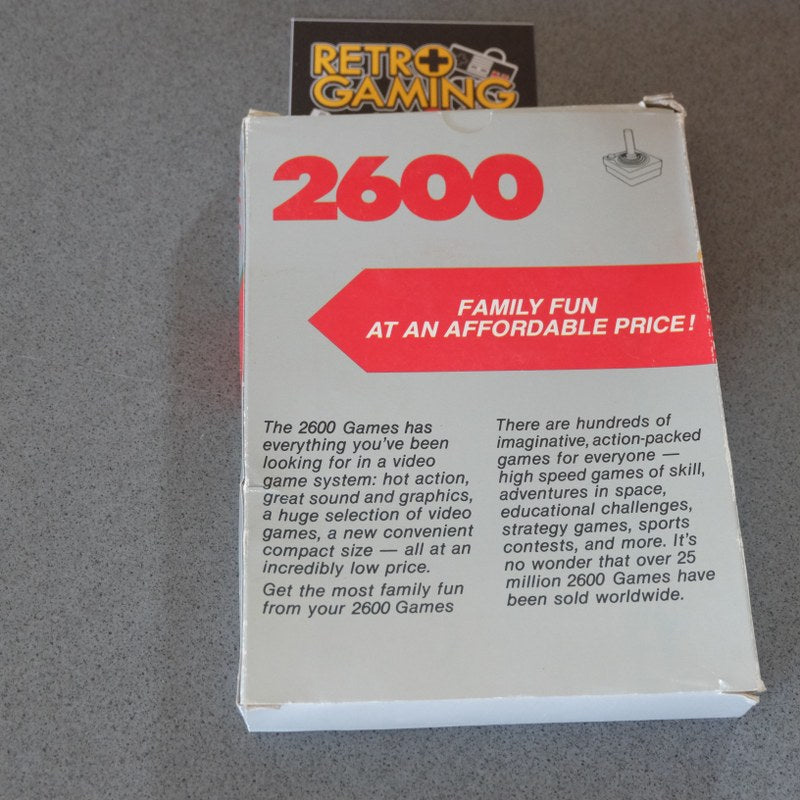 RETRO
GAMING
2600
FAMILY FUN
AT AN AFFORDABLE PRICE!
The 2600 Games has
everything you've been
looking for in a video
game system: hot action,
great sound and graphics,
a huge selection of video
games, a new convenient
compact size — all at an
incredibly low price.
Get the most family fun
from your 2600 Games
There are hundreds of
imaginative, action-packed
games for everyone —
high speed games of skill,
adventures in space,
educational challenges,
strategy games, sports
contests, and more. It's
no wonder that over 25
million 2600 Games have
been sold worldwide.